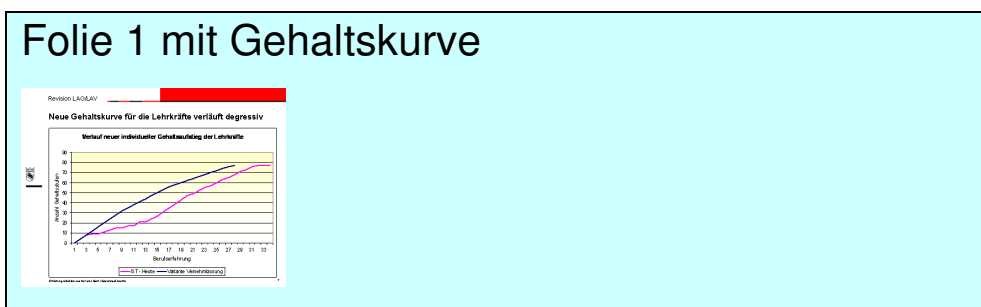 Folie 1 mit Gehaltskurve
Revision LAG/LAV
Neue Gehaltskurve für die Lehrkräfte verläuft degressiv
Verlauf neuer individueller Gehaltsaufstieg der Lehrkräfte
Anzahl Gehaltsstufen
90
80
70
60
50
40
30
20
10
0
1 3 5 7 9 11 13 15 17 19 21 23 25 27 29 31 33
Berufserfahrung
IST - Heute Variante Vernehmlassung